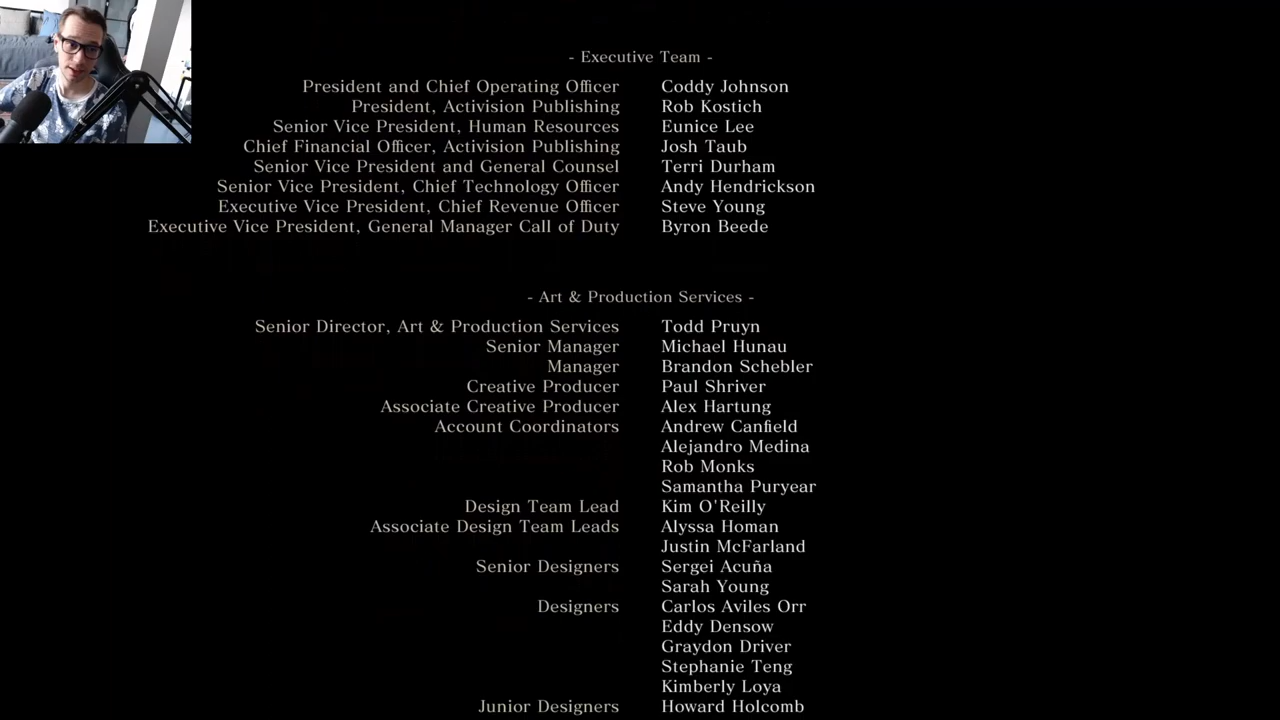 - Executive Team -
President and Chief Operating Officer Coddy Johnson
President, Activision Publishing Rob Kostich
Senior Vice President, Human Resources Eunice Lee
Chief Financial Officer, Activision Publishing Josh Taub
Senior Vice President and General Counsel Terri Durham
Senior Vice President, Chief Technology Officer Andy Hendrickson
Executive Vice President, Chief Revenue Officer Steve Young
Executive Vice President, General Manager Call of Duty Byron Beede
- Art & Production Services -
Senior Director, Art & Production Services Todd Pruyn
Senior Manager Michael Hunau
Manager Brandon Schebler
Creative Producer Paul Shriver
Associate Creative Producer Alex Hartung
Account Coordinators Andrew Canfield
Alejandro Medina
Rob Monks
Samantha Puryear
Design Team Lead Kim O'Reilly
Associate Design Team Leads Alyssa Homan
Justin McFarland
Senior Designers Sergei Acuña
Sarah Young
Designers Carlos Aviles Orr
Eddy Densow
Graydon Driver
Stephanie Teng
Kimberly Loya
Junior Designers Howard Holcomb